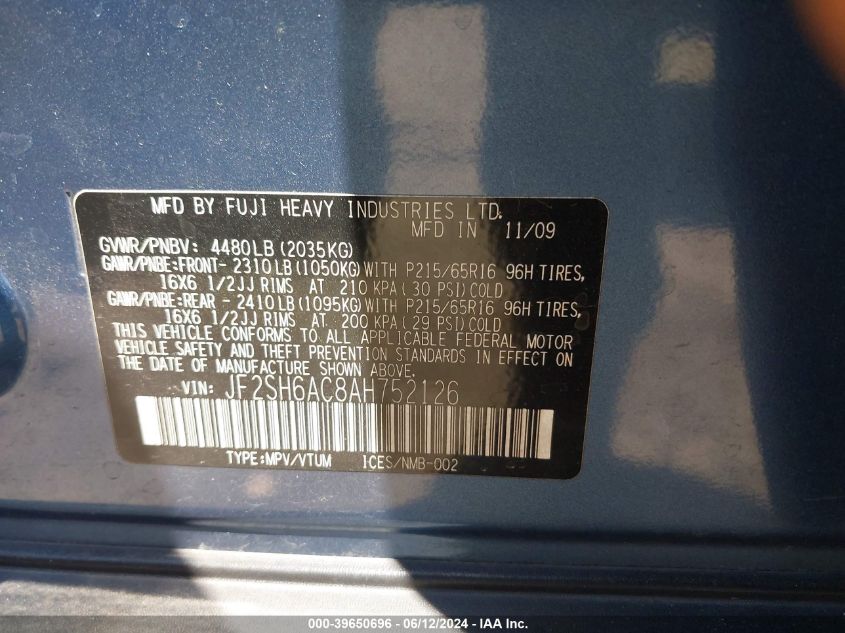 MFD BY FUJI HEAVY INDUSTRIES LTD.
MFD IN 11/09
GVWR/PNBV: 4480LB(2035KG)
GAWR/PNBE:FRONT- 2310LB(1050KG)WITH P215/65R16 96H TIRES,
16X6 1/2JJ RIMS AT 210 KPA(30 PSI)COLD
GAWR/PNBE:REAR - 2410LB(1095KG)WITH P215/65R16 96H TIRES,
16X6 1/2JJ RIMS AT 200 KPA(29 PSI)COLD
THIS VEHICLE CONFORMS TO ALL APPLICABLE FEDERAL MOTOR
VEHICLE SAFETY AND THEFT PREVENTION STANDARDS IN EFFECT ON
THE DATE OF MANUFACTURE SHOWN ABOVE.
VIN: JF2SH6AC8AH752126
TYPE:MPV/VTUM ICES/NMB-002
000-39650696 - 06/12/2024 - IAAI.COM